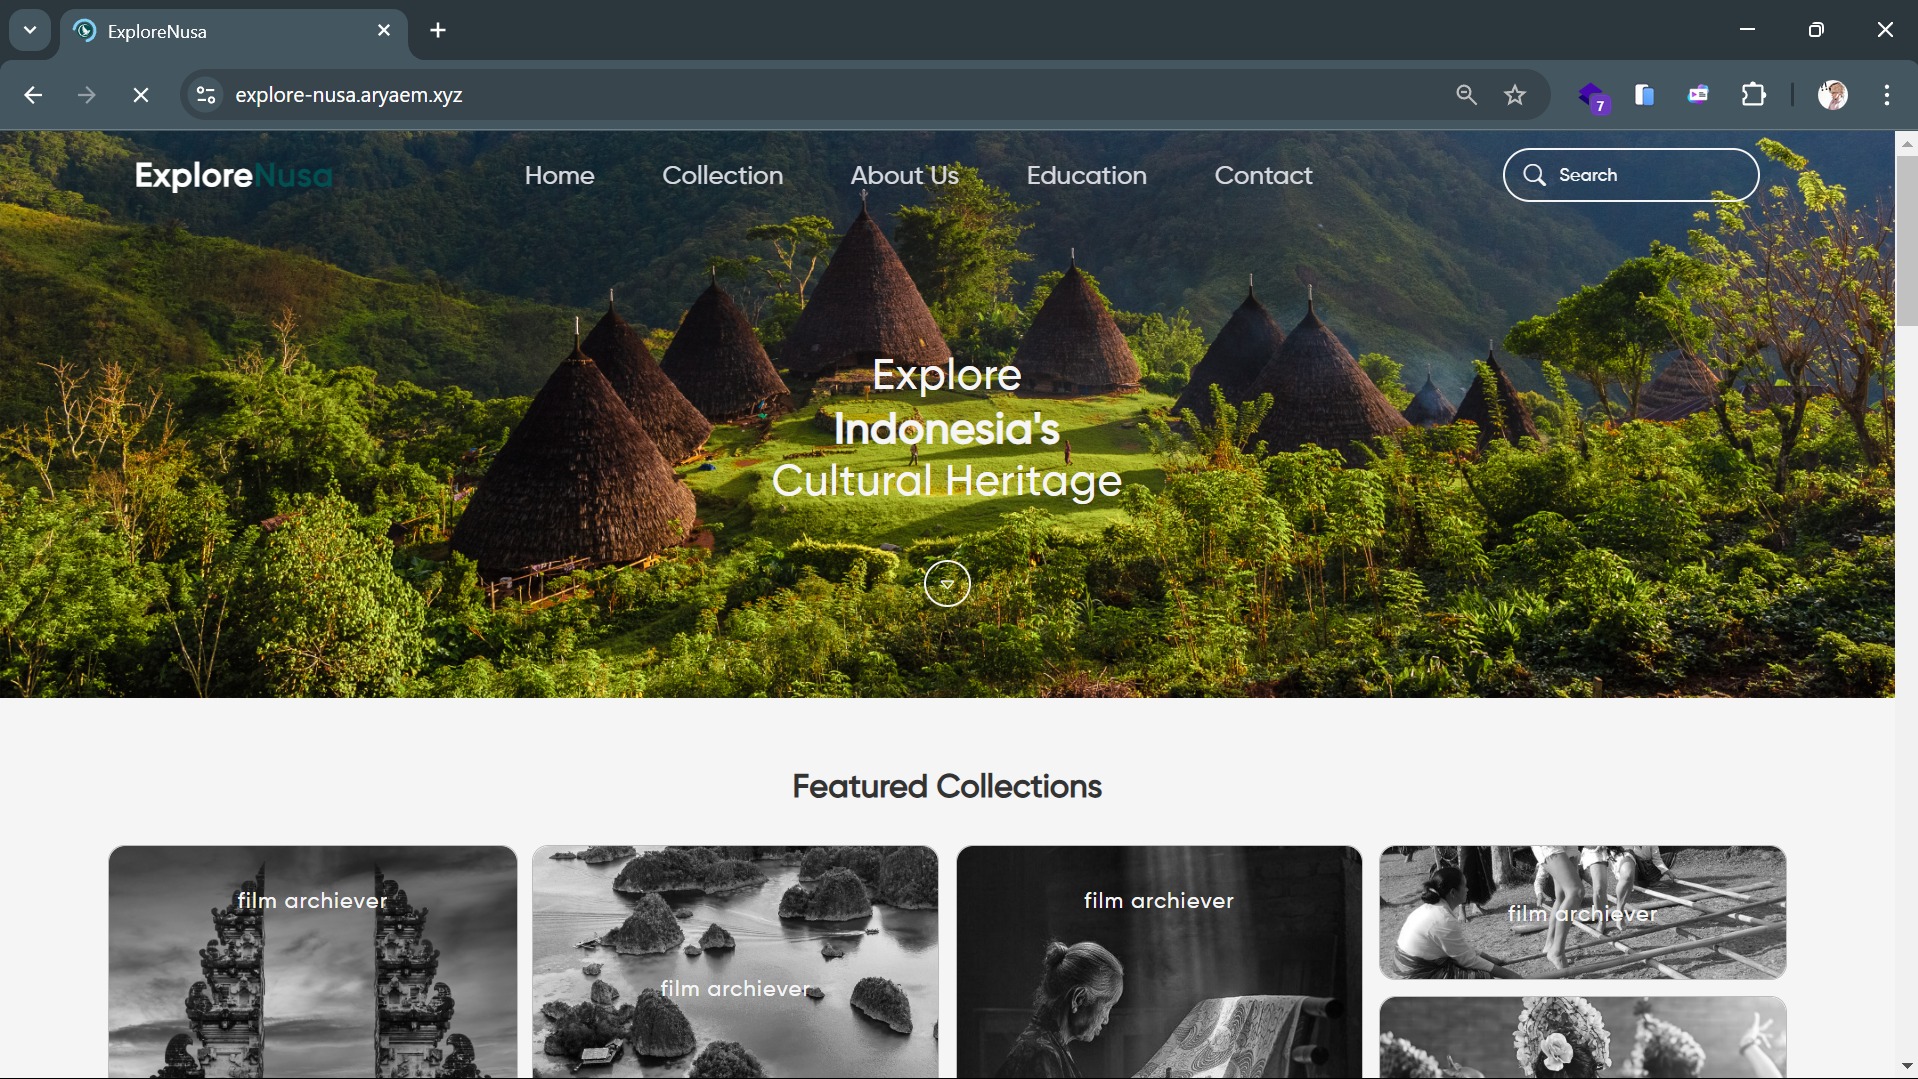 ExploreNusa
explore-nusa.aryaem.xyz
7
ExploreNusa
Home
Collection
About Us
Education
Contact
Search
Explore
Indonesia's
Cultural Heritage
Featured Collections
film archiever
film archiever
film archiever
film archiever